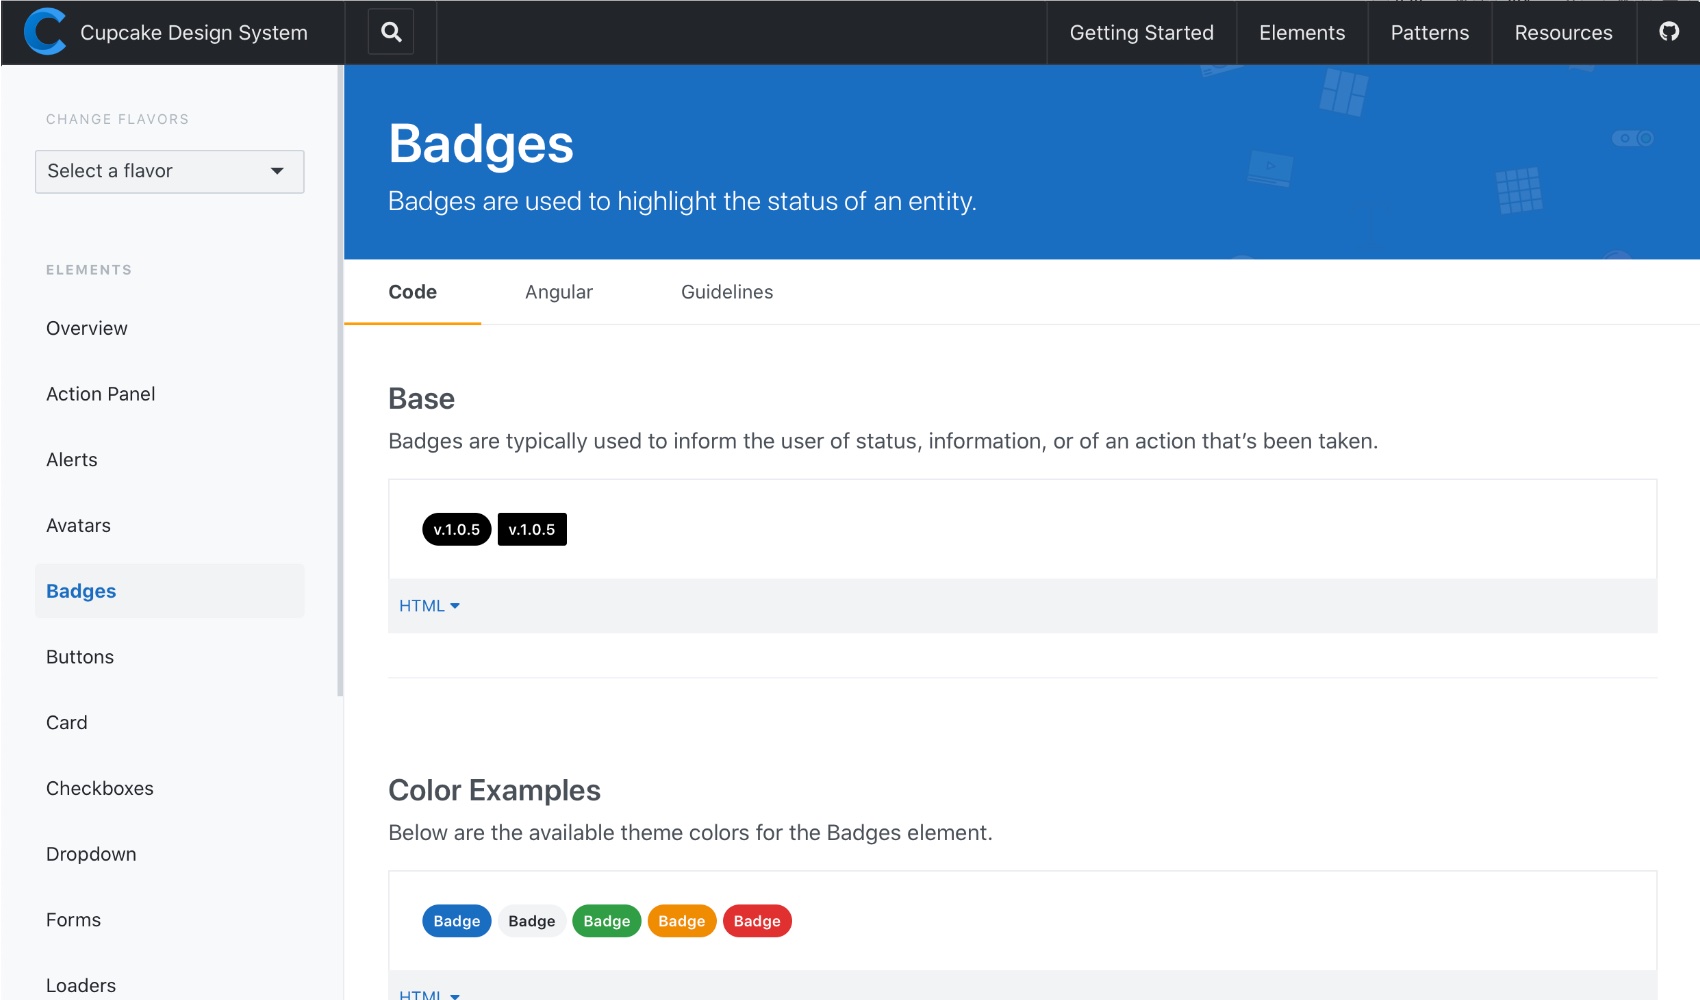 Cupcake Design System
Getting Started
Elements
Patterns
Resources
CHANGE FLAVORS
Select a flavor
ELEMENTS
Overview
Action Panel
Alerts
Avatars
Badges
Buttons
Card
Checkboxes
Dropdown
Forms
Loaders
Badges
Badges are used to highlight the status of an entity.
Code
Angular
Guidelines
Base
Badges are typically used to inform the user of status, information, or of an action that’s been taken.
v.1.0.5 v.1.0.5
HTML
Color Examples
Below are the available theme colors for the Badges element.
Badge Badge Badge Badge Badge
HTML